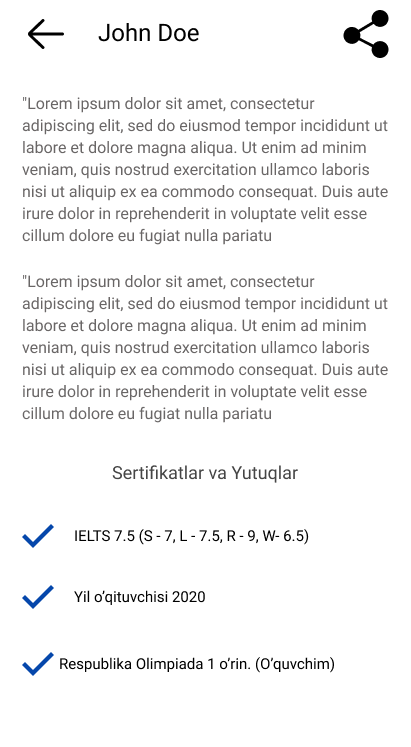 John Doe
"Lorem ipsum dolor sit amet, consectetur
adipiscing elit, sed do eiusmod tempor incididunt ut
labore et dolore magna aliqua. Ut enim ad minim
veniam, quis nostrud exercitation ullamco laboris
nisi ut aliquip ex ea commodo consequat. Duis aute
irure dolor in reprehenderit in voluptate velit esse
cillum dolore eu fugiat nulla pariatu
"Lorem ipsum dolor sit amet, consectetur
adipiscing elit, sed do eiusmod tempor incididunt ut
labore et dolore magna aliqua. Ut enim ad minim
veniam, quis nostrud exercitation ullamco laboris
nisi ut aliquip ex ea commodo consequat. Duis aute
irure dolor in reprehenderit in voluptate velit esse
cillum dolore eu fugiat nulla pariatu
Sertifikatlar va Yutuqlar
IELTS 7.5 (S - 7, L - 7.5, R - 9, W- 6.5)
Yil o’qituvchisi 2020
Respublika Olimpiada 1 o’rin. (O’quvchim)